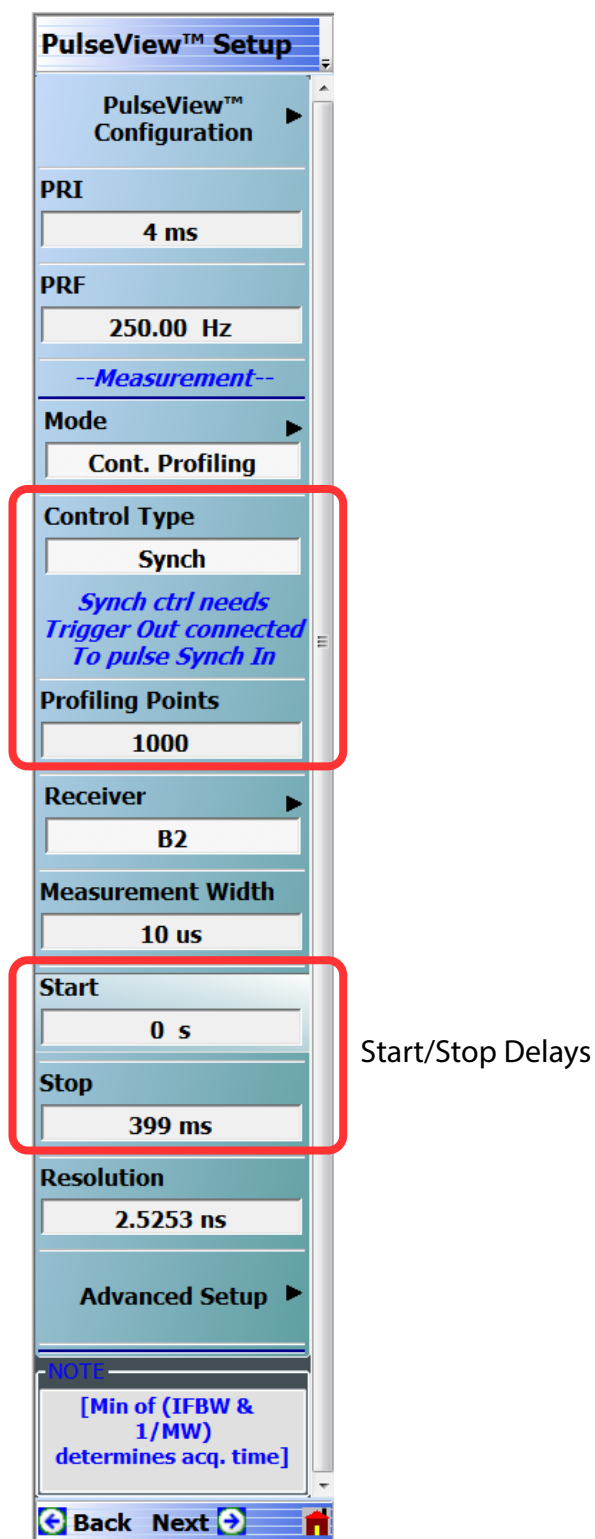 PulseView™ Setup
PulseView™
Configuration
PRI
4 ms
PRF
250.00 Hz
--Measurement--
Mode
Cont. Profiling
Control Type
Synch
Synch ctrl needs
Trigger Out connected
To pulse Synch In
Profiling Points
1000
Receiver
B2
Measurement Width
10 us
Start
0 s
Start/Stop Delays
Stop
399 ms
Resolution
2.5253 ns
Advanced Setup
NOTE
[Min of (IFBW &
1/MW)
determines acq. time]
Back Next